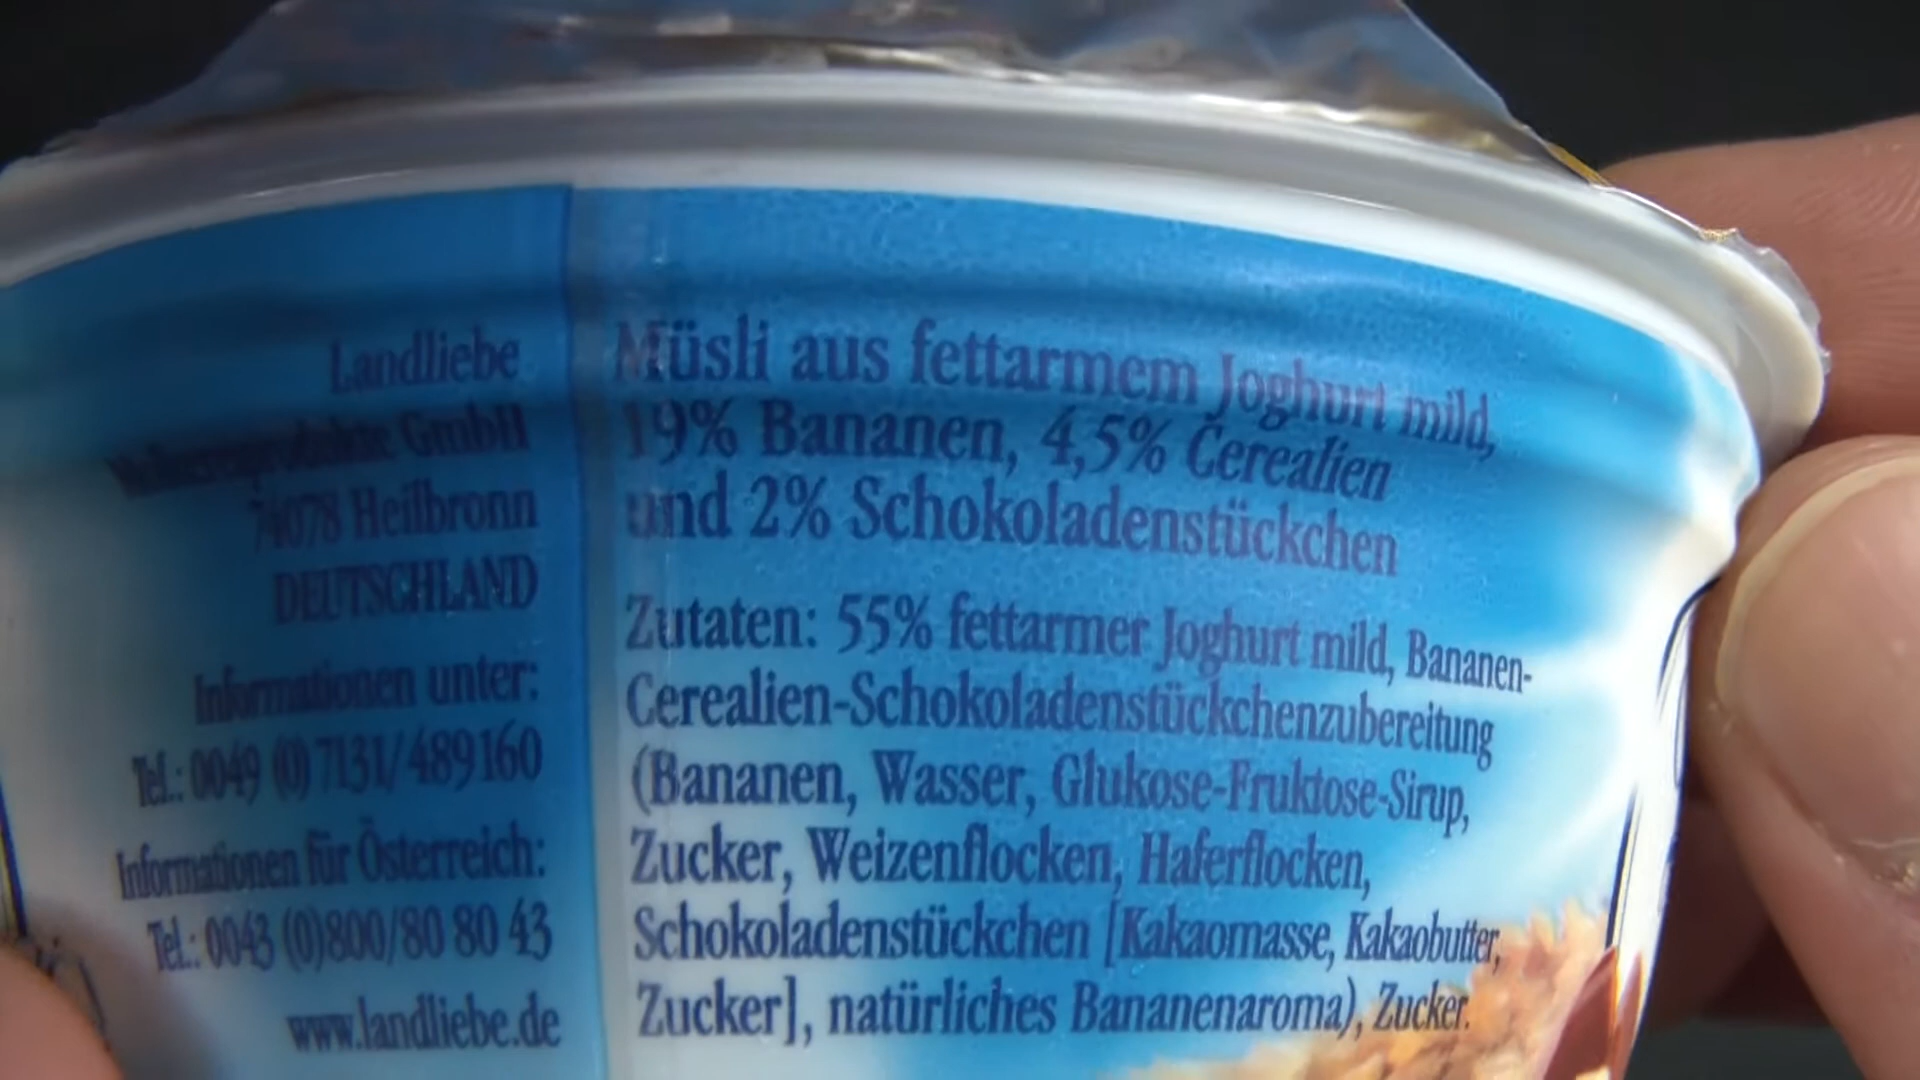 Landliebe
GmbH
74078 Heilbronn
DEUTSCHLAND
Informationen unter:
Tel.: 0049 (0) 7131/489160
Informationen für Österreich:
Tel.: 0043 (0)800/80 80 43
www.landliebe.de
Müsli aus fettarmem Joghurt mild,
19% Bananen, 4,5% Cerealien
und 2% Schokoladenstückchen
Zutaten: 55% fettarmer Joghurt mild, Bananen-
Cerealien-Schokoladenstückchenzubereitung
(Bananen, Wasser, Glukose-Fruktose-Sirup,
Zucker, Weizenflocken, Haferflocken,
Schokoladenstückchen [Kakaomasse, Kakaobutter,
Zucker], natürliches Bananenaroma), Zucker.